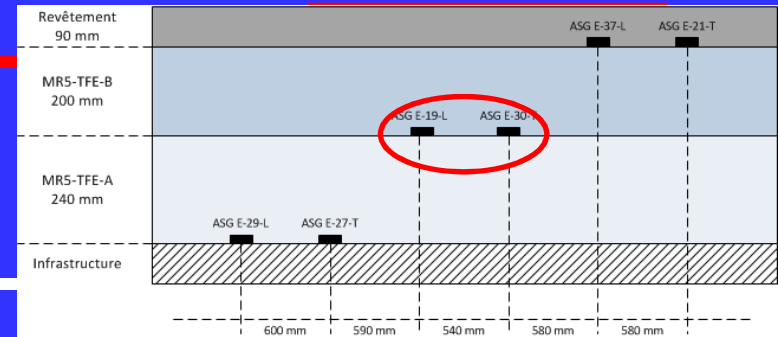 Revêtement
90 mm
ASG E-37-L
ASG E-21-T
MR5-TFE-B
200 mm
ASG E-19-L
ASG E-30-T
MR5-TFE-A
240 mm
ASG E-29-L
ASG E-27-T
Infrastructure
600 mm
590 mm
540 mm
580 mm
580 mm